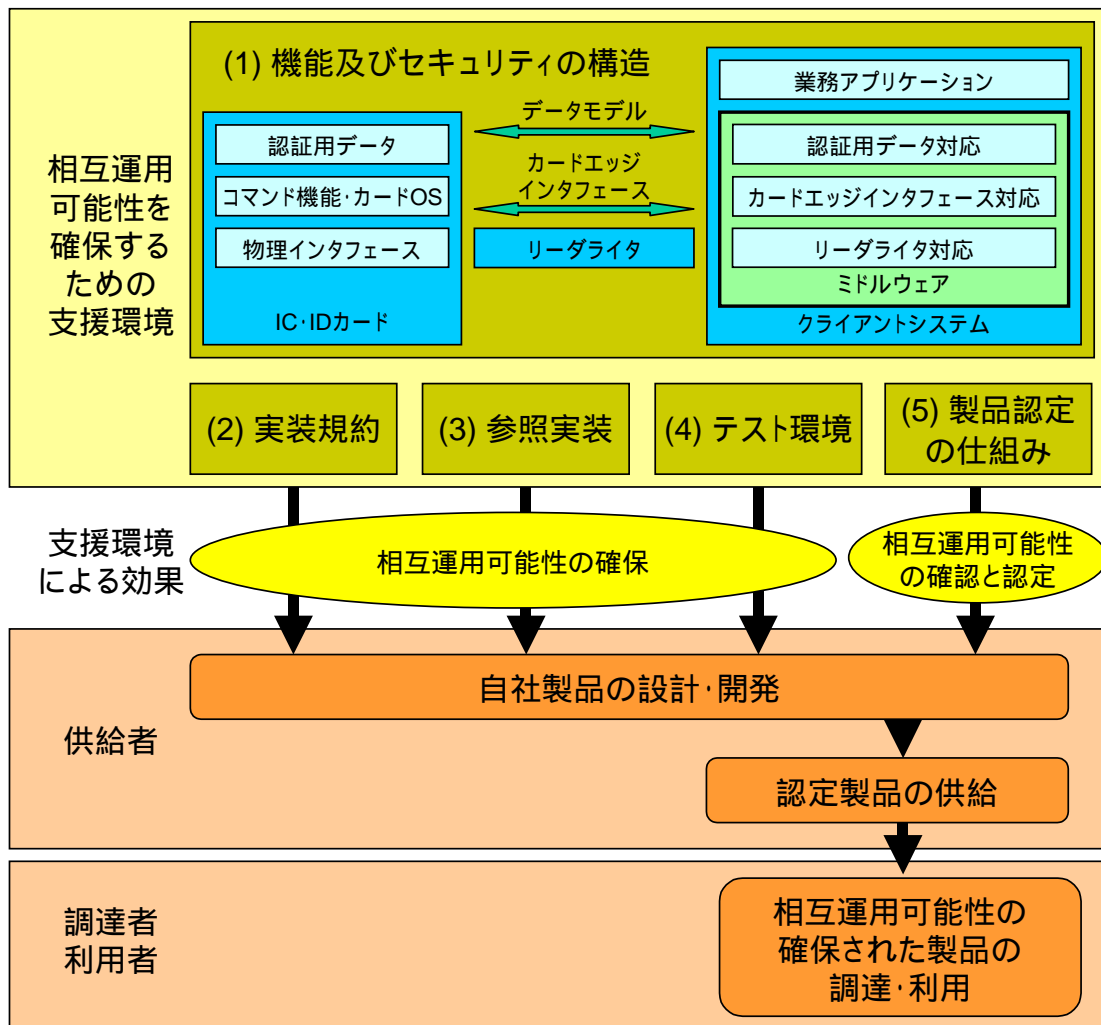 (1) 機能及びセキュリティの構造
業務アプリケーション
データモデル
認証用データ
認証用データ対応
相互運用
可能性を
確保する
ための
支援環境
カードエッジ
インタフェース
コマンド機能・カードOS
カードエッジインタフェース対応
物理インタフェース
リーダライタ
リーダライタ対応
ミドルウェア
IC・IDカード
クライアントシステム
(2) 実装規約
(3) 参照実装
(4) テスト環境
(5) 製品認定
の仕組み
支援環境
による効果
相互運用可能性の確保
相互運用可能性
の確認と認定
自社製品の設計・開発
供給者
認定製品の供給
調達者
利用者
相互運用可能性の
確保された製品の
調達・利用